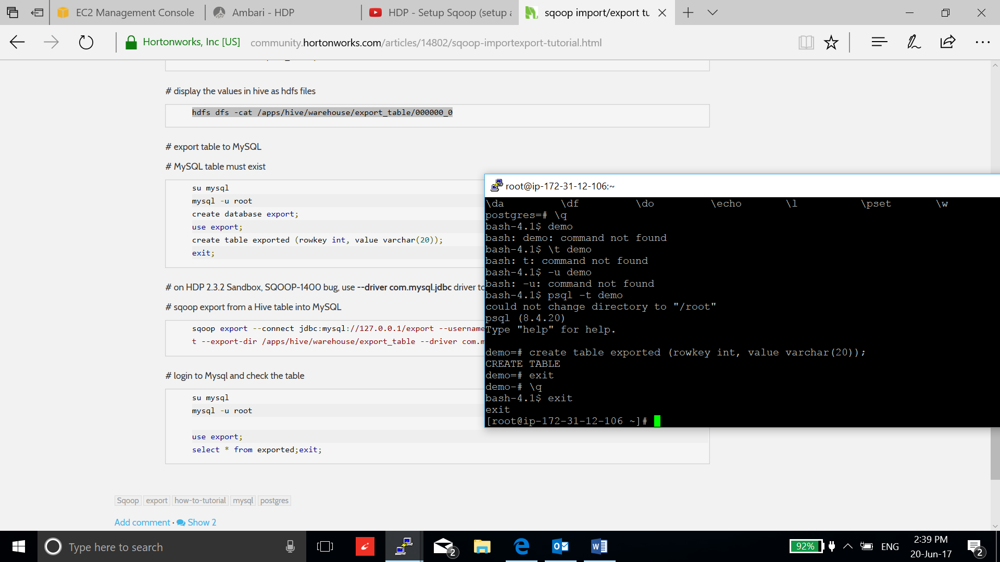 EC2 Management Console
Ambari - HDP
HDP - Setup Sqoop (setup a
sqoop import/export tu
Hortonworks, Inc [US]
community.hortonworks.com/articles/14802/sqoop-importexport-tutorial.html
# display the values in hive as hdfs files
hdfs dfs -cat /apps/hive/warehouse/export_table/000000_0
# export table to MySQL
# MySQL table must exist
su mysql
mysql -u root
create database export;
use export;
create table exported (rowkey int, value varchar(20));
exit;
# on HDP 2.3.2 Sandbox, SQOOP-1400 bug, use --driver com.mysql.jdbc driver to
# sqoop export from a Hive table into MySQL
sqoop export --connect jdbc:mysql://127.0.0.1/export --username
t --export-dir /apps/hive/warehouse/export_table --driver com.m
# login to Mysql and check the table
su mysql
mysql -u root
use export;
select * from exported;exit;
Sqoop export how-to-tutorial mysql postgres
Add comment · Show 2
root@ip-172-31-12-106:~
\da \df \do \echo \l \pset \w
postgres=# \q
bash-4.1$ demo
bash: demo: command not found
bash-4.1$ \t demo
bash: t: command not found
bash-4.1$ -u demo
bash: -u: command not found
bash-4.1$ psql -t demo
could not change directory to "/root"
psql (8.4.20)
Type "help" for help.
demo=# create table exported (rowkey int, value varchar(20));
CREATE TABLE
demo=# exit
demo-# \q
bash-4.1$ exit
exit
[root@ip-172-31-12-106 ~]#
Type here to search
2
92%
ENG
2:39 PM
20-Jun-17
2